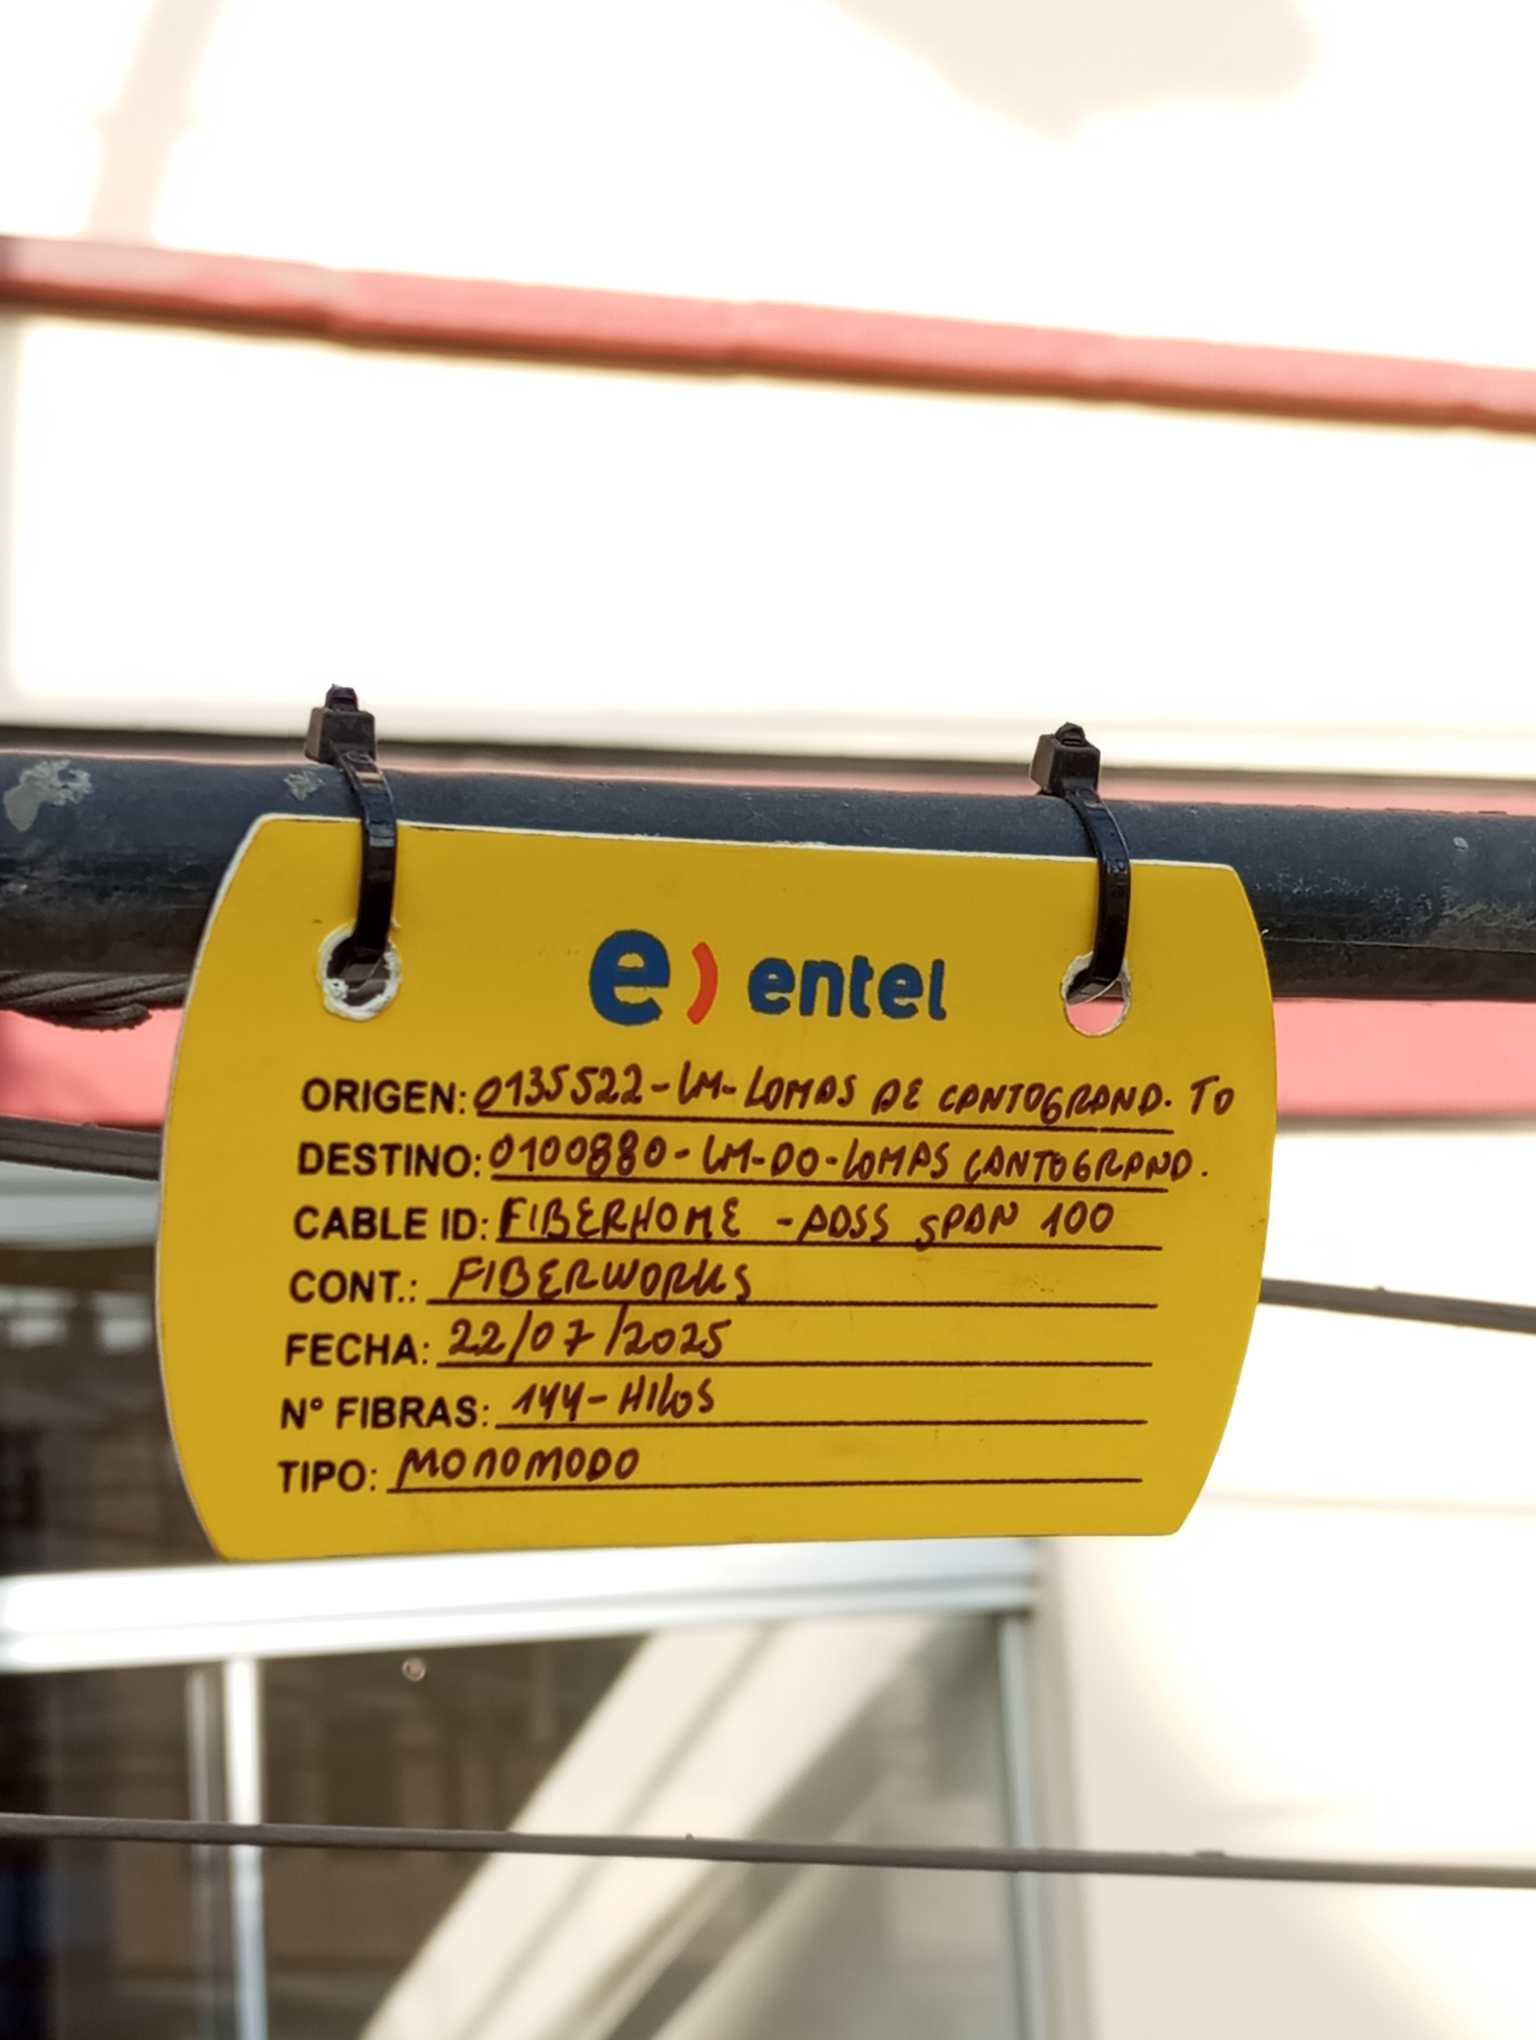 e) entel
ORIGEN: 0135522-LM-LOMAS DE CANTOGRAND. TO
DESTINO: 0100880-LM-DO-LOMAS CANTOGRAND.
CABLE ID: FIBERHOME -ADSS SPAN 100
CONT.: FIBERWORKS
FECHA: 22/07/2025
N° FIBRAS: 144-HILOS
TIPO: MONOMODO